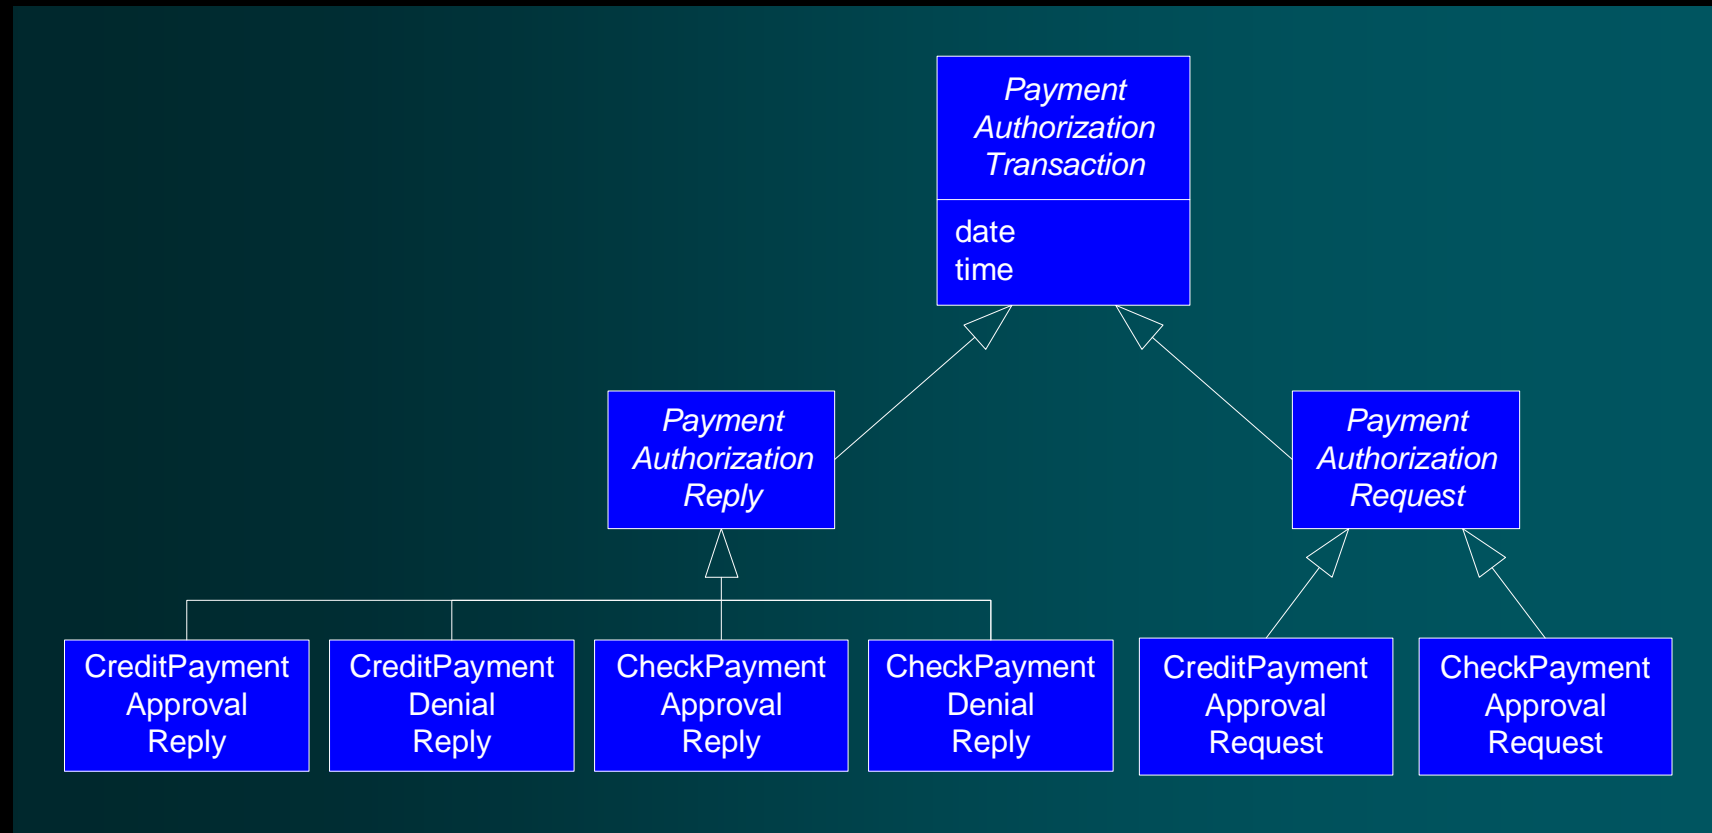 Payment
Authorization
Transaction
date
time
Payment
Authorization
Reply
Payment
Authorization
Request
CreditPayment
Approval
Reply
CreditPayment
Denial
Reply
CheckPayment
Approval
Reply
CheckPayment
Denial
Reply
CreditPayment
Approval
Request
CheckPayment
Approval
Request